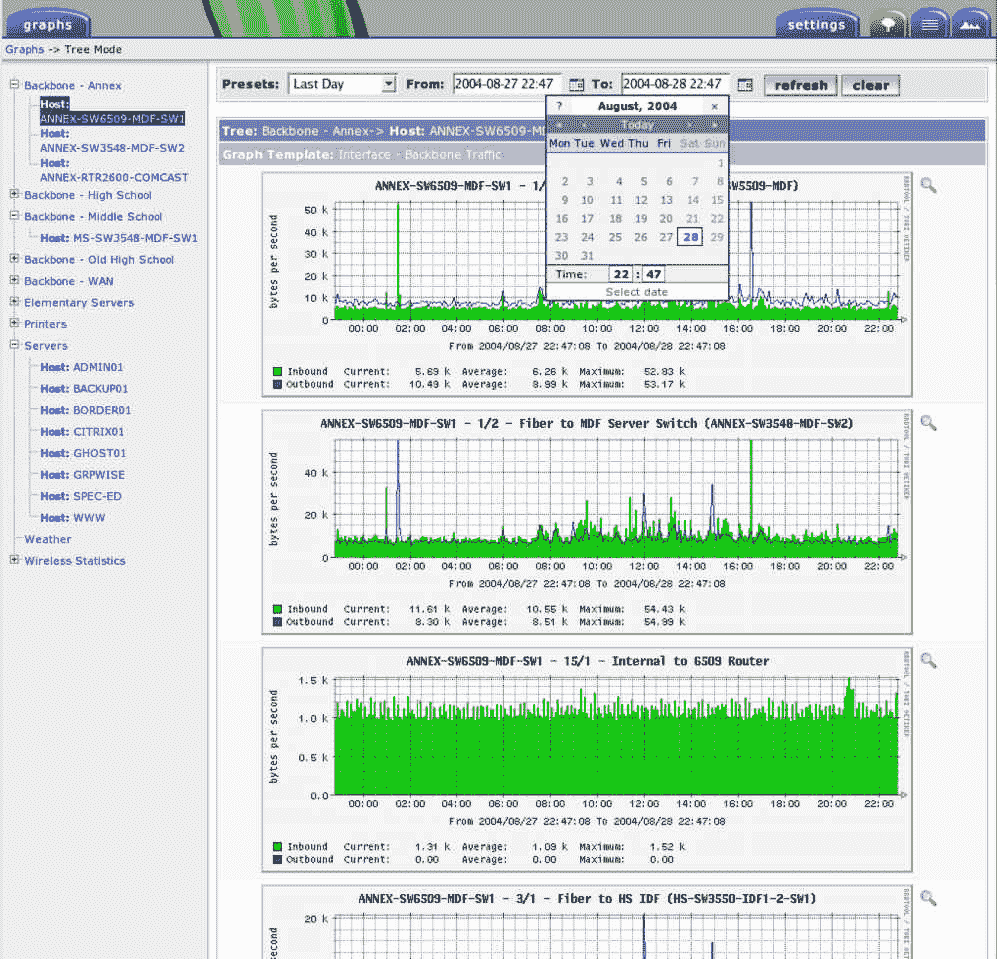 graphs
settings
Graphs -> Tree Mode
Backbone - Annex
Host:
ANNEX-SW6509-MDF-SW1
Host:
ANNEX-SW3548-MDF-SW2
Host:
ANNEX-RTR2600-COMCAST
Backbone - High School
Backbone - Middle School
Host: MS-SW3548-MDF-SW1
Backbone - Old High School
Backbone - WAN
Elementary Servers
Printers
Servers
Host: ADMIN01
Host: BACKUP01
Host: BORDER01
Host: CITRIX01
Host: GHOST01
Host: GRPWISE
Host: SPEC-ED
Host: WWW
Weather
Wireless Statistics
Presets: Last Day From: 2004-08-27 22:47 To: 2004-08-28 22:47 refresh clear
Tree: Backbone - Annex-> Host: ANNEX-SW6509-M
Graph Template: Interface - Backbone Traffic
? August, 2004 ×
« ‹ Today › »
Mon Tue Wed Thu Fri Sat Sun
1
2 3 4 5 6 7 8
9 10 11 12 13 14 15
16 17 18 19 20 21 22
23 24 25 26 27 28 29
30 31
Time: 22 : 47
Select date
ANNEX-SW6509-MDF-SW1 - 1/ SW5509-MDF)
RRDTOOL / TOBI OETIKER
bytes per second
50 k
40 k
30 k
20 k
10 k
0
00:00 02:00 04:00 06:00 08:00 10:00 12:00 14:00 16:00 18:00 20:00 22:00
From 2004/08/27 22:47:08 To 2004/08/28 22:47:08
Inbound Current: 5.69 k Average: 6.26 k Maximum: 52.83 k
Outbound Current: 10.49 k Average: 8.99 k Maximum: 53.17 k
ANNEX-SW6509-MDF-SW1 - 1/2 - Fiber to MDF Server Switch (ANNEX-SW3548-MDF-SW2)
RRDTOOL / TOBI OETIKER
bytes per second
40 k
20 k
0
00:00 02:00 04:00 06:00 08:00 10:00 12:00 14:00 16:00 18:00 20:00 22:00
From 2004/08/27 22:47:08 To 2004/08/28 22:47:08
Inbound Current: 11.61 k Average: 10.55 k Maximum: 54.43 k
Outbound Current: 8.30 k Average: 8.51 k Maximum: 54.99 k
ANNEX-SW6509-MDF-SW1 - 15/1 - Internal to 6509 Router
RRDTOOL / TOBI OETIKER
bytes per second
1.5 k
1.0 k
0.5 k
0.0
00:00 02:00 04:00 06:00 08:00 10:00 12:00 14:00 16:00 18:00 20:00 22:00
From 2004/08/27 22:47:08 To 2004/08/28 22:47:08
Inbound Current: 1.31 k Average: 1.09 k Maximum: 1.52 k
Outbound Current: 0.00 Average: 0.00 Maximum: 0.00
ANNEX-SW6509-MDF-SW1 - 3/1 - Fiber to HS IDF (HS-SW3550-IDF1-2-SW1)
RRDTOOL / TOBI OET
second
20 k